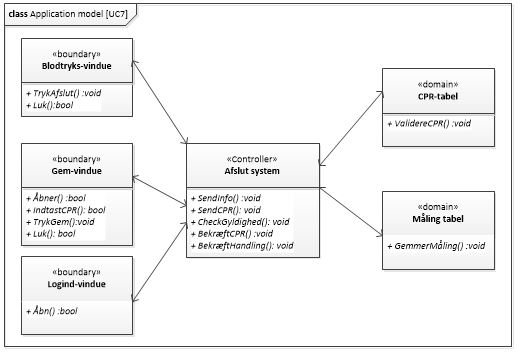 class Application model [UC7]
«boundary»
Blodtryks-vindue
+ TrykAfslut() :void
+ Luk():bool
«boundary»
Gem-vindue
+ Åbner() :bool
+ IndtastCPR(): bool
+ TrykGem():void
+ Luk() :bool
«boundary»
Logind-vindue
+ Åbn() :bool
«Controller»
Afslut system
+ SendInfo() :void
+ SendCPR() :void
+ CheckGyldighed(): void
+ BekræftCPR() :void
+ BekræftHandling(): void
«domain»
CPR-tabel
+ ValidereCPR() :void
«domain»
Måling tabel
+ GemmerMåling() :void